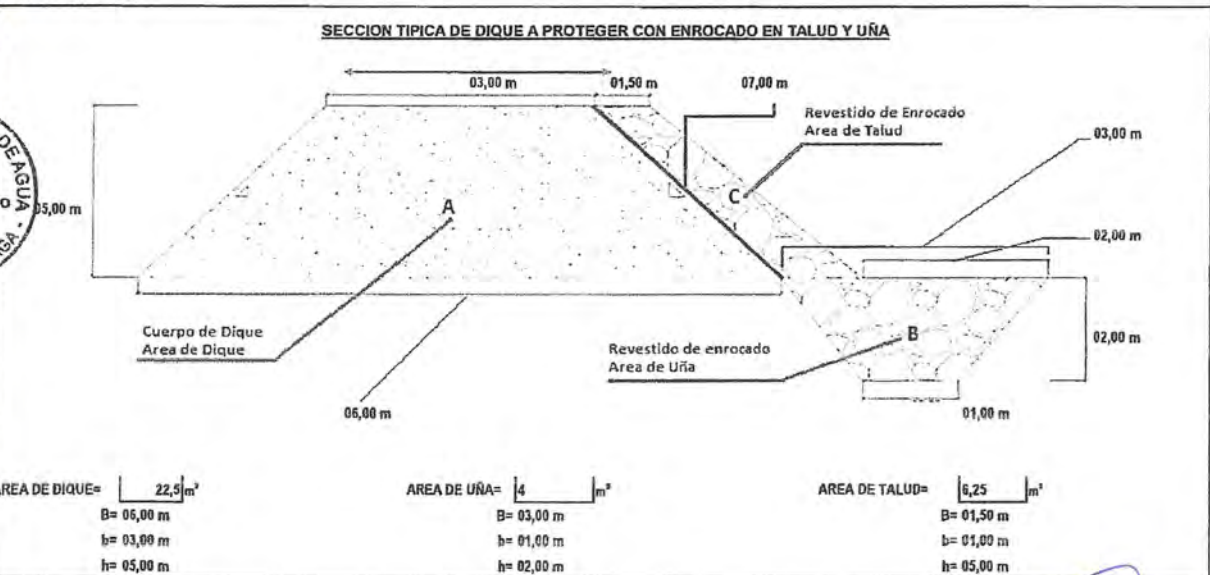 SECCION TIPICA DE DIQUE A PROTEGER CON ENROCADO EN TALUD Y UÑA
03,00 m
01,50 m
07,00 m
Revestido de Enrocado
Area de Talud
03,00 m
DE AGUA
05,00 m
A
C
02,00 m
Cuerpo de Dique
Area de Dique
Revestido de enrocado
Area de Uña
B
02,00 m
06,00 m
01,00 m
AREA DE DIQUE= 22,5 m²
B= 06,00 m
b= 03,00 m
h= 05,00 m
AREA DE UÑA= 4 m²
B= 03,00 m
b= 01,00 m
h= 02,00 m
AREA DE TALUD= 6,25 m²
B= 01,50 m
b= 01,00 m
h= 05,00 m